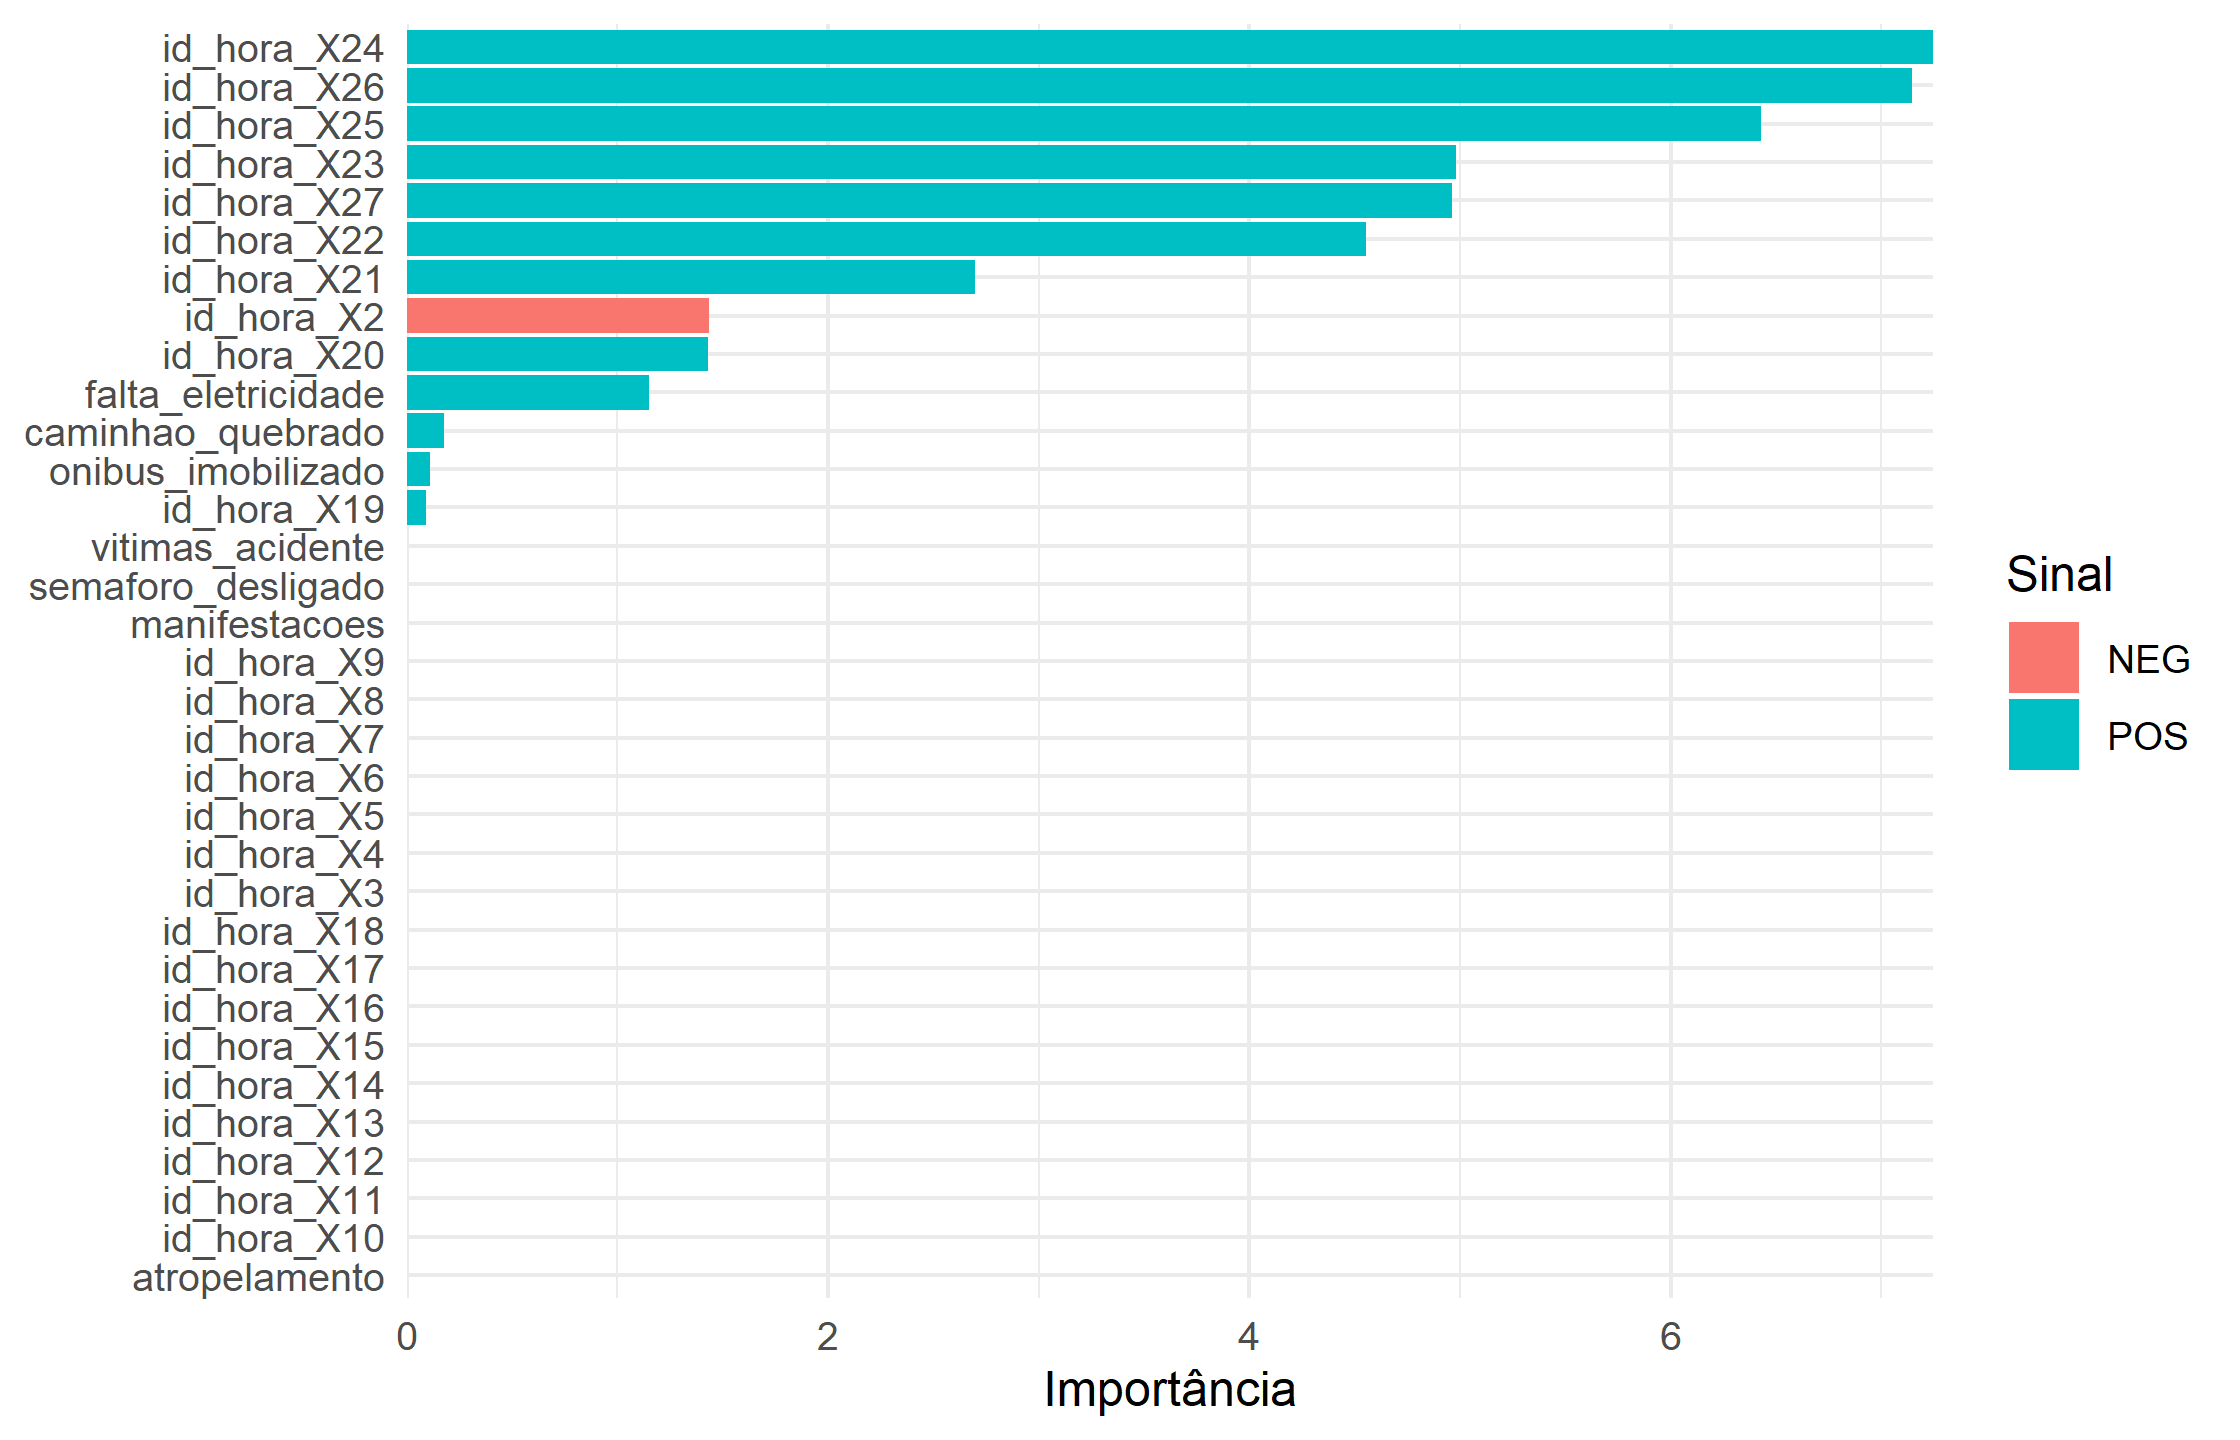 id_hora_X24
id_hora_X26
id_hora_X25
id_hora_X23
id_hora_X27
id_hora_X22
id_hora_X21
id_hora_X2
id_hora_X20
falta_eletricidade
caminhao_quebrado
onibus_imobilizado
id_hora_X19
vitimas_acidente
semaforo_desligado
manifestacoes
id_hora_X9
id_hora_X8
id_hora_X7
id_hora_X6
id_hora_X5
id_hora_X4
id_hora_X3
id_hora_X18
id_hora_X17
id_hora_X16
id_hora_X15
id_hora_X14
id_hora_X13
id_hora_X12
id_hora_X11
id_hora_X10
atropelamento
0 2 4 6
Importância
Sinal
NEG
POS